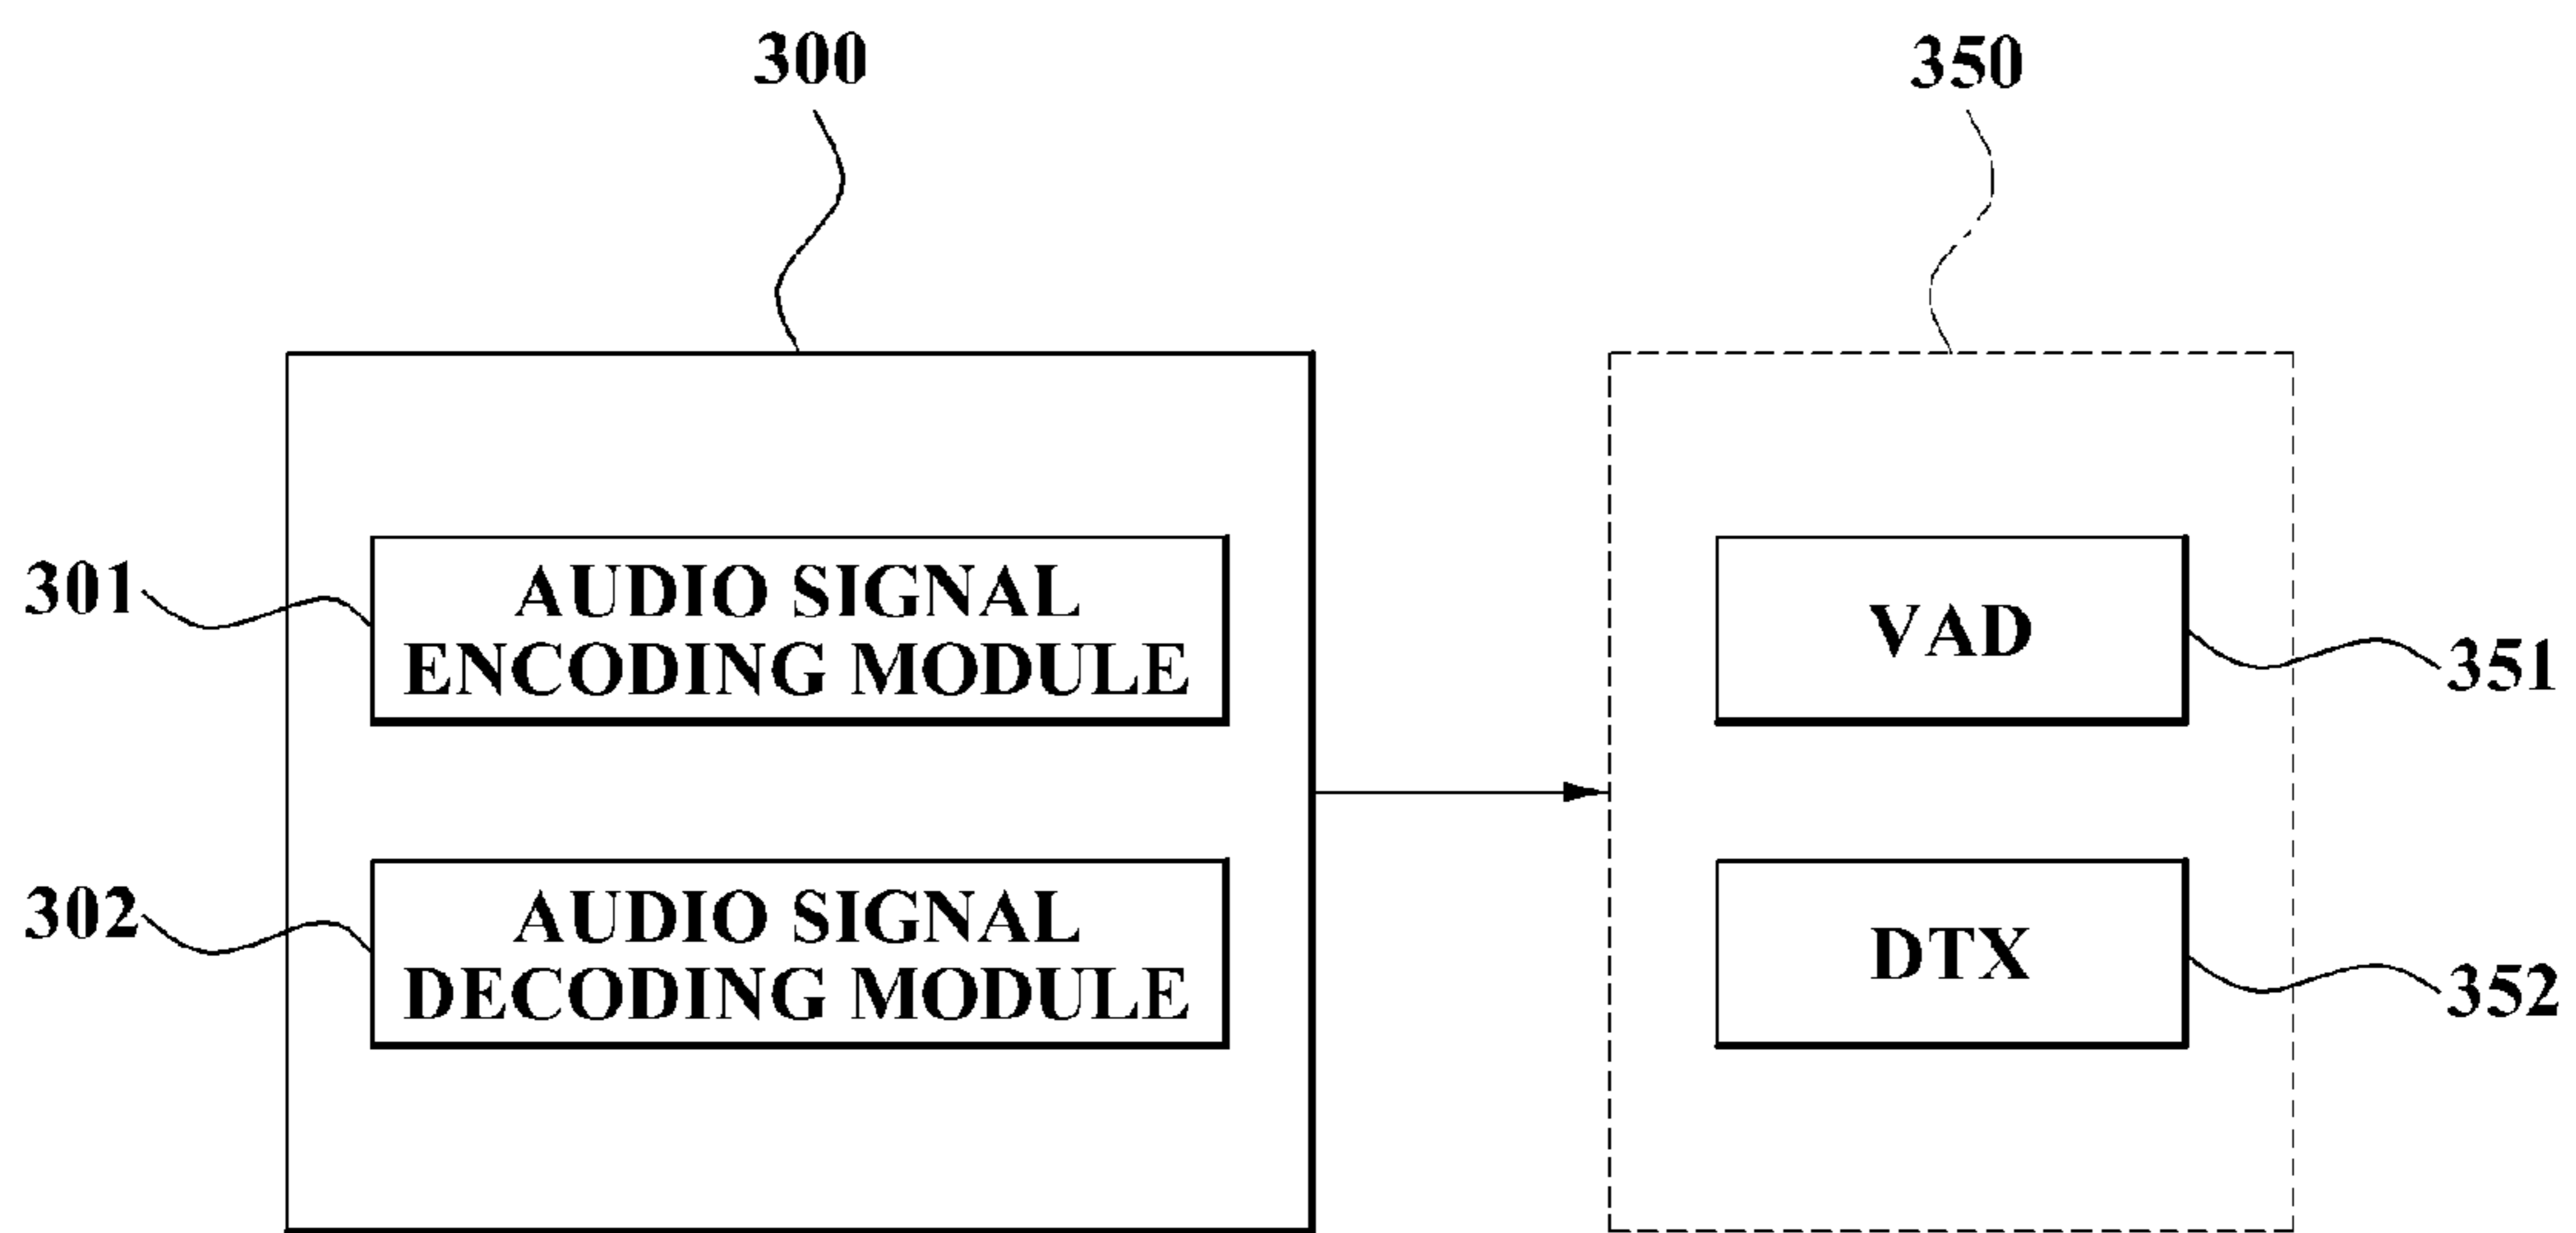 300
350
301
AUDIO SIGNAL
ENCODING MODULE
VAD
351
302
AUDIO SIGNAL
DECODING MODULE
DTX
352